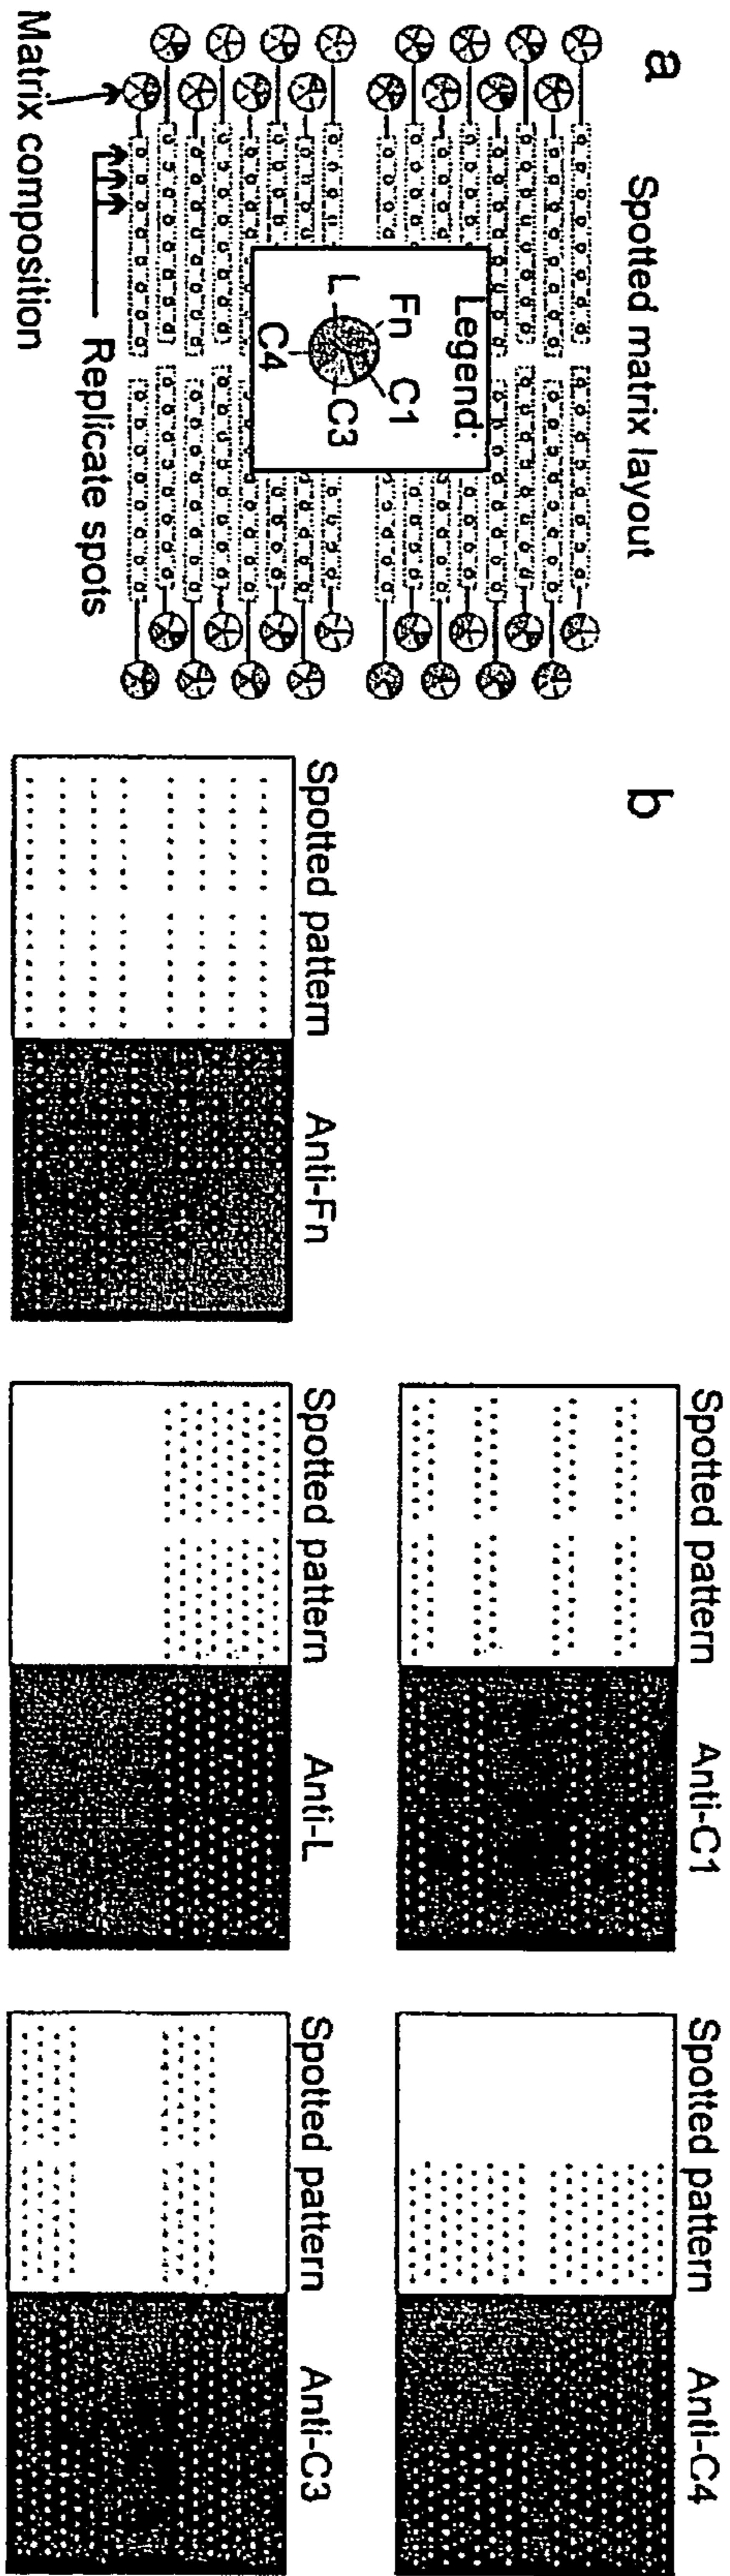 a
Spotted matrix layout
Legend:
Fn
C1
L
C3
C4
Matrix composition
Replicate spots
b
Spotted pattern
Anti-C1
Spotted pattern
Anti-C4
Spotted pattern
Anti-Fn
Spotted pattern
Anti-L
Spotted pattern
Anti-C3